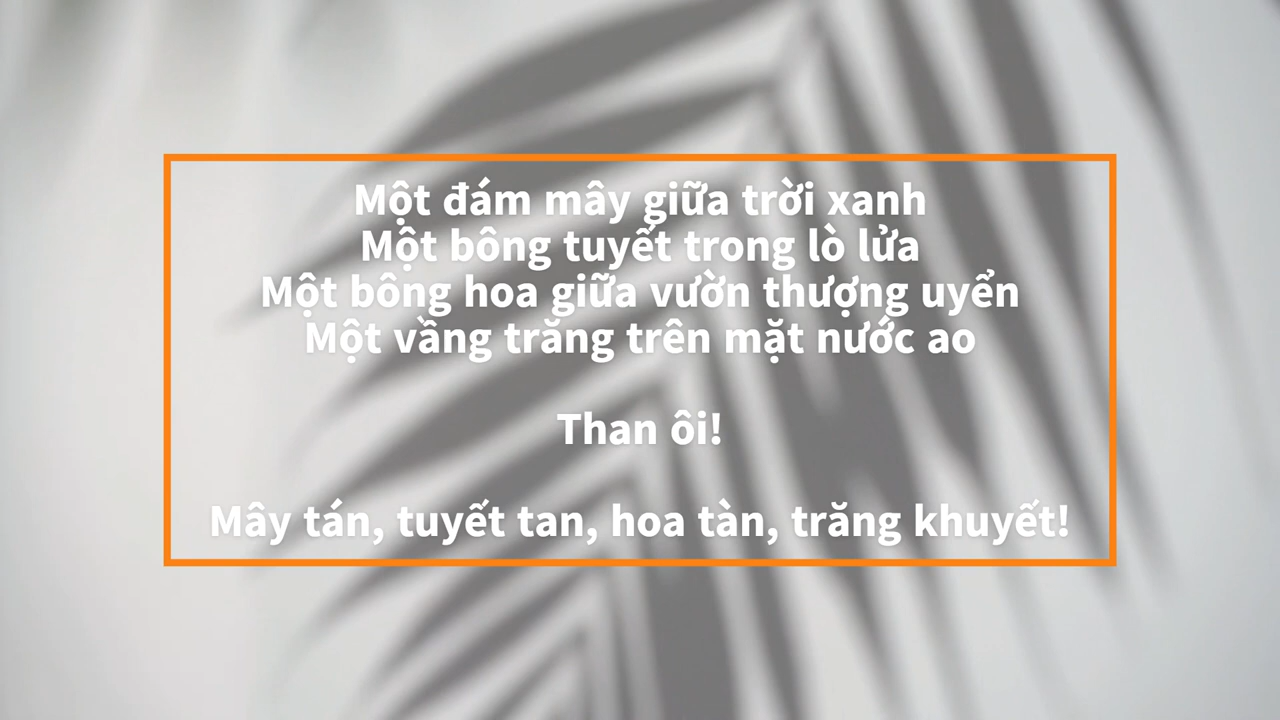 Một đám mây giữa trời xanh
Một bông tuyết trong lò lửa
Một bông hoa giữa vườn thượng uyển
Một vầng trăng trên mặt nước ao
Than ôi!
Mây tán, tuyết tan, hoa tàn, trăng khuyết!